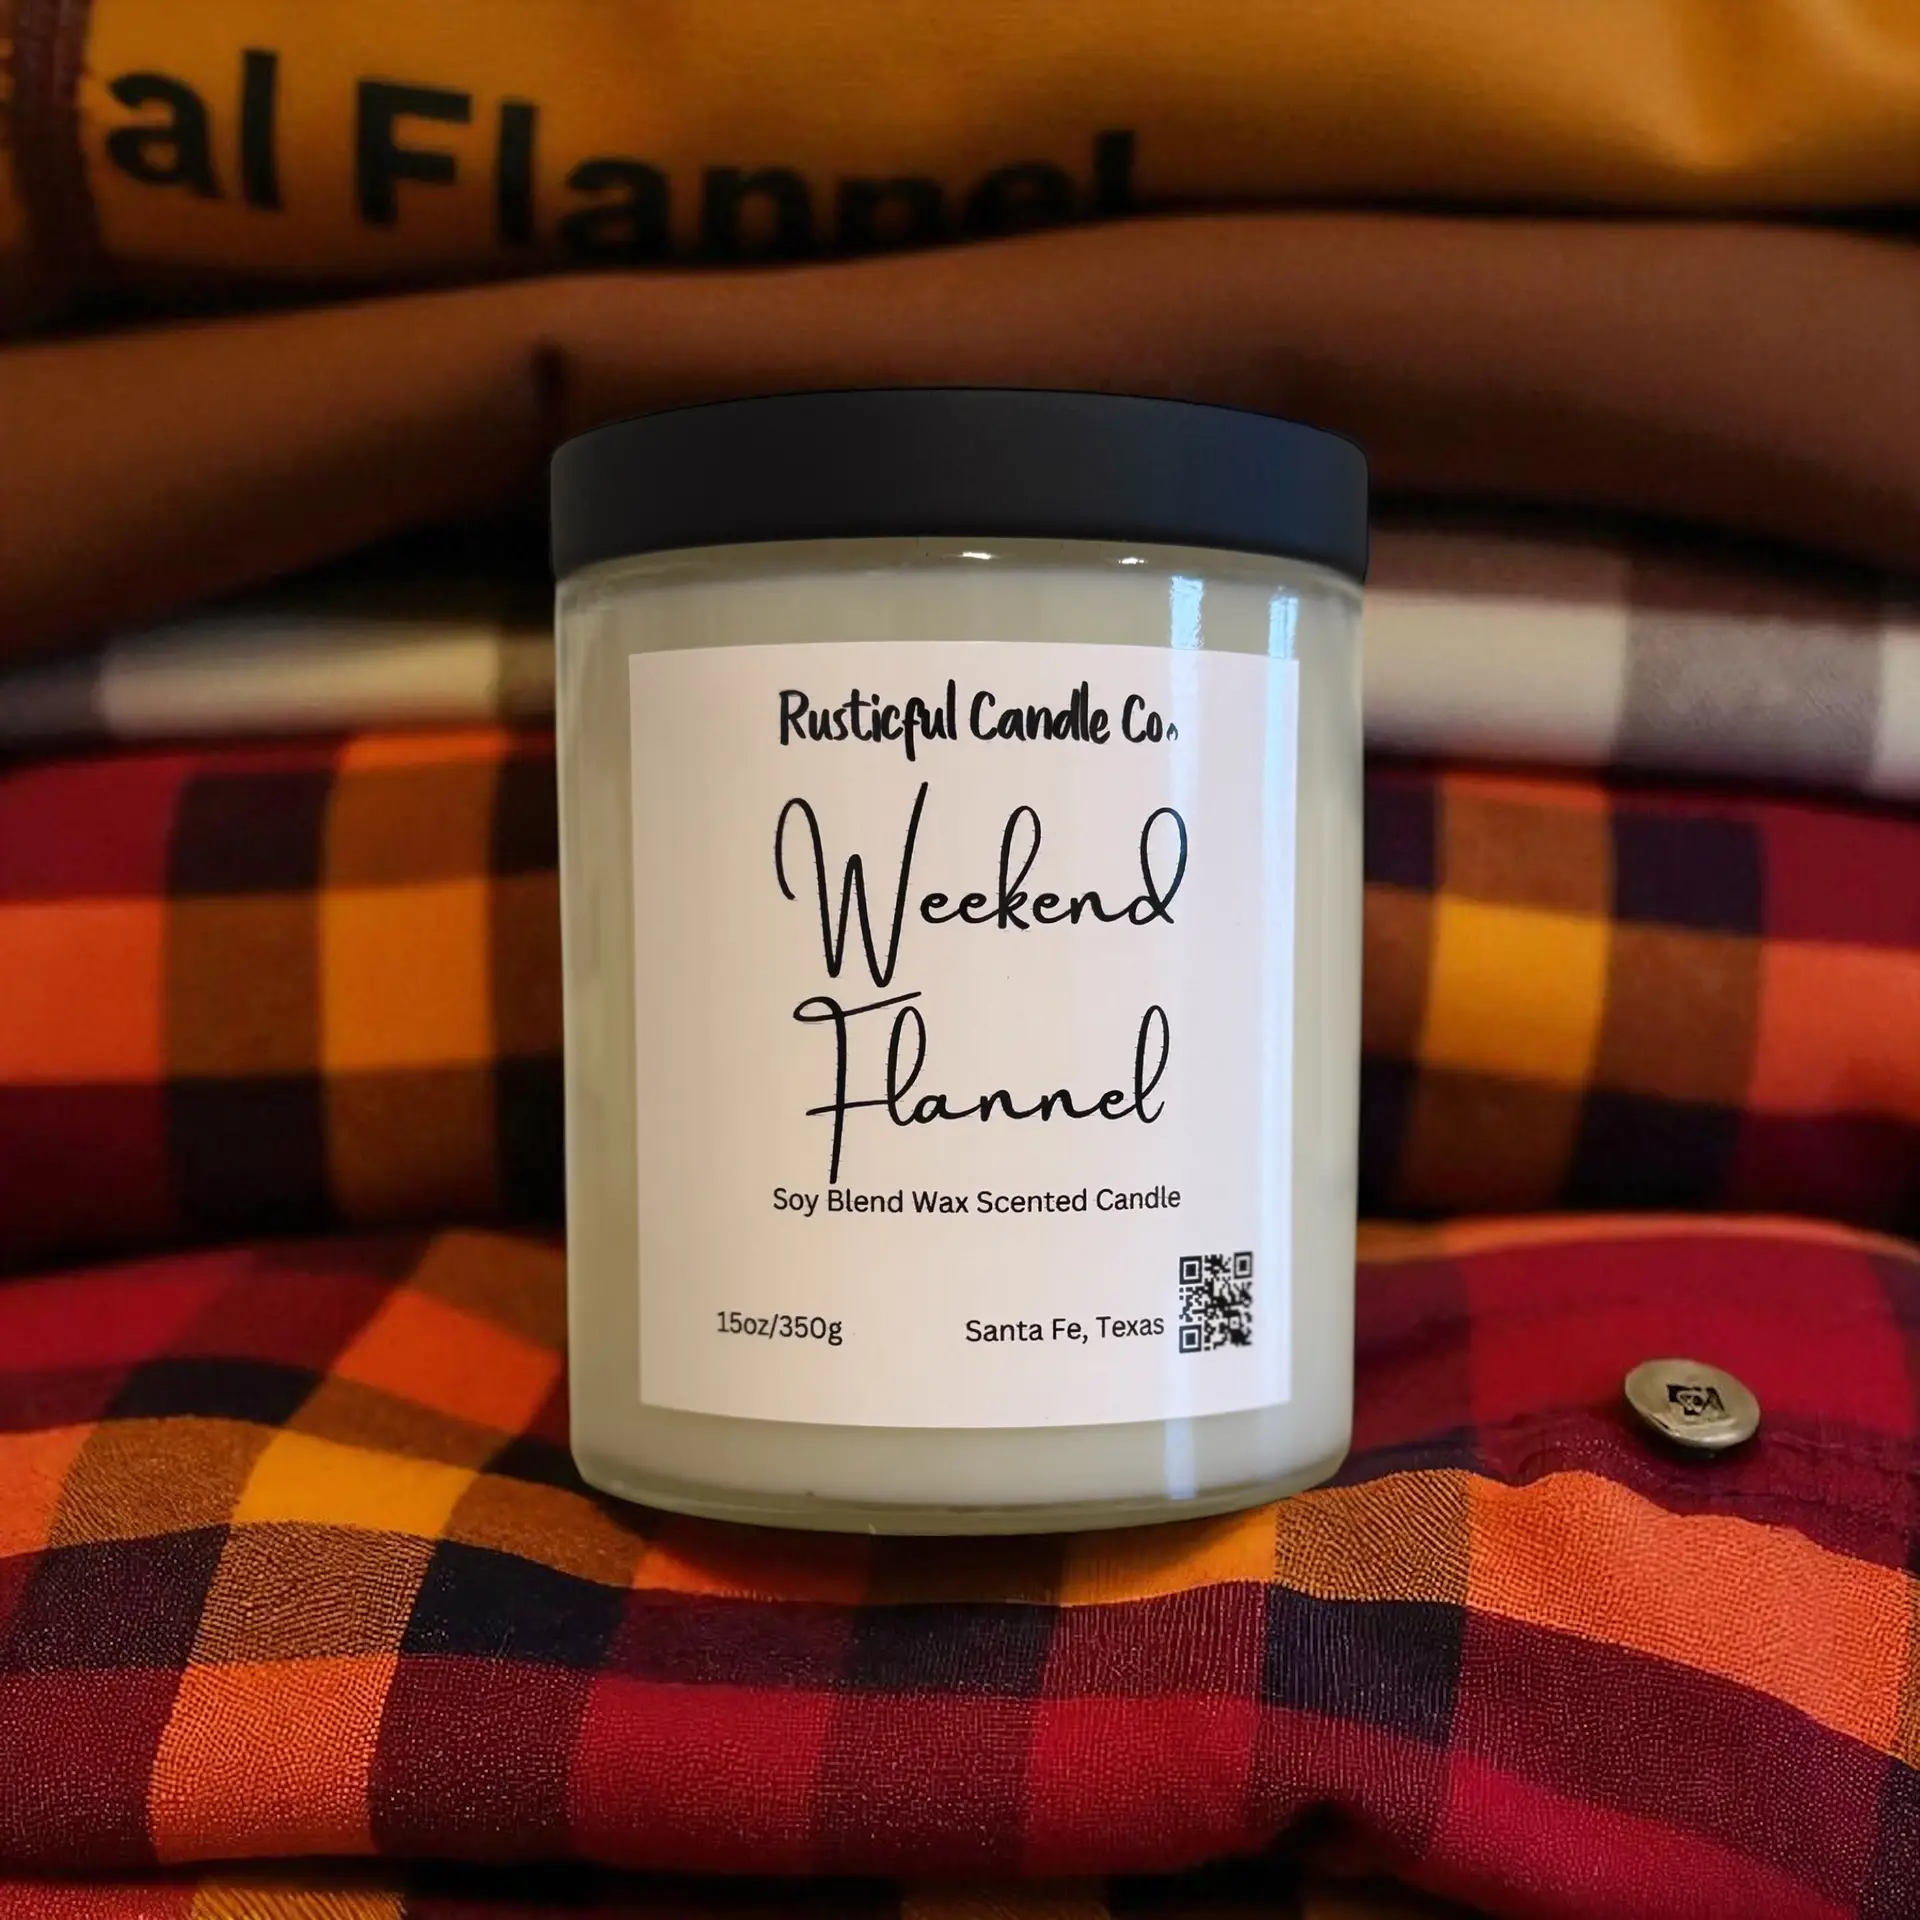 al Flannel
Rusticful Candle Co.
Weekend
Flannel
Soy Blend Wax Scented Candle
15oz/350g
Santa Fe, Texas